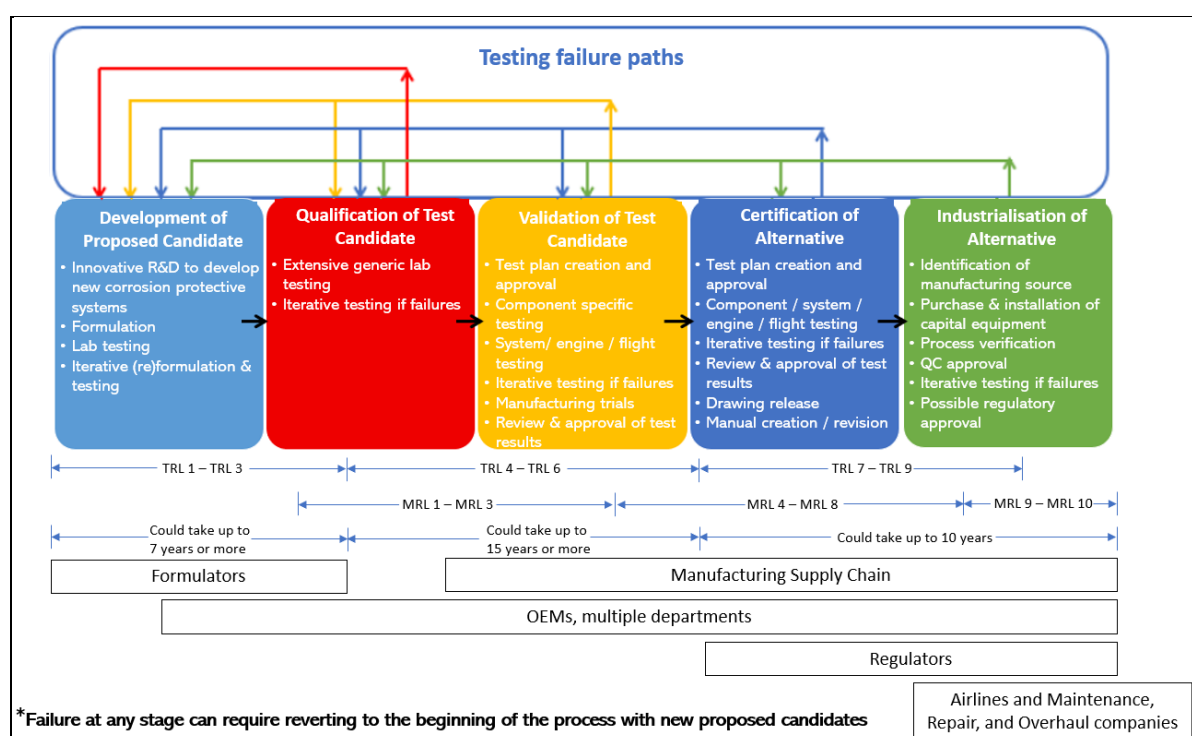 Testing failure paths
Development of
Proposed Candidate
• Innovative R&D to develop
new corrosion protective
systems
• Formulation
• Lab testing
• Iterative (re)formulation &
testing
Qualification of Test
Candidate
• Extensive generic lab
testing
• Iterative testing if failures
Validation of Test
Candidate
• Test plan creation and
approval
• Component specific
testing
• System/ engine / flight
testing
• Iterative testing if failures
• Manufacturing trials
• Review & approval of test
results
Certification of
Alternative
• Test plan creation and
approval
• Component / system /
engine / flight testing
• Iterative testing if failures
• Review & approval of test
results
• Drawing release
• Manual creation / revision
Industrialisation of
Alternative
• Identification of
manufacturing source
• Purchase & installation of
capital equipment
• Process verification
• QC approval
• Iterative testing if failures
• Possible regulatory
approval
TRL 1 – TRL 3
TRL 4 – TRL 6
TRL 7 – TRL 9
MRL 1 – MRL 3
MRL 4 – MRL 8
MRL 9 – MRL 10
Could take up to
7 years or more
Could take up to
15 years or more
Could take up to 10 years
Formulators
Manufacturing Supply Chain
OEMs, multiple departments
Regulators
Airlines and Maintenance,
Repair, and Overhaul companies
*Failure at any stage can require reverting to the beginning of the process with new proposed candidates